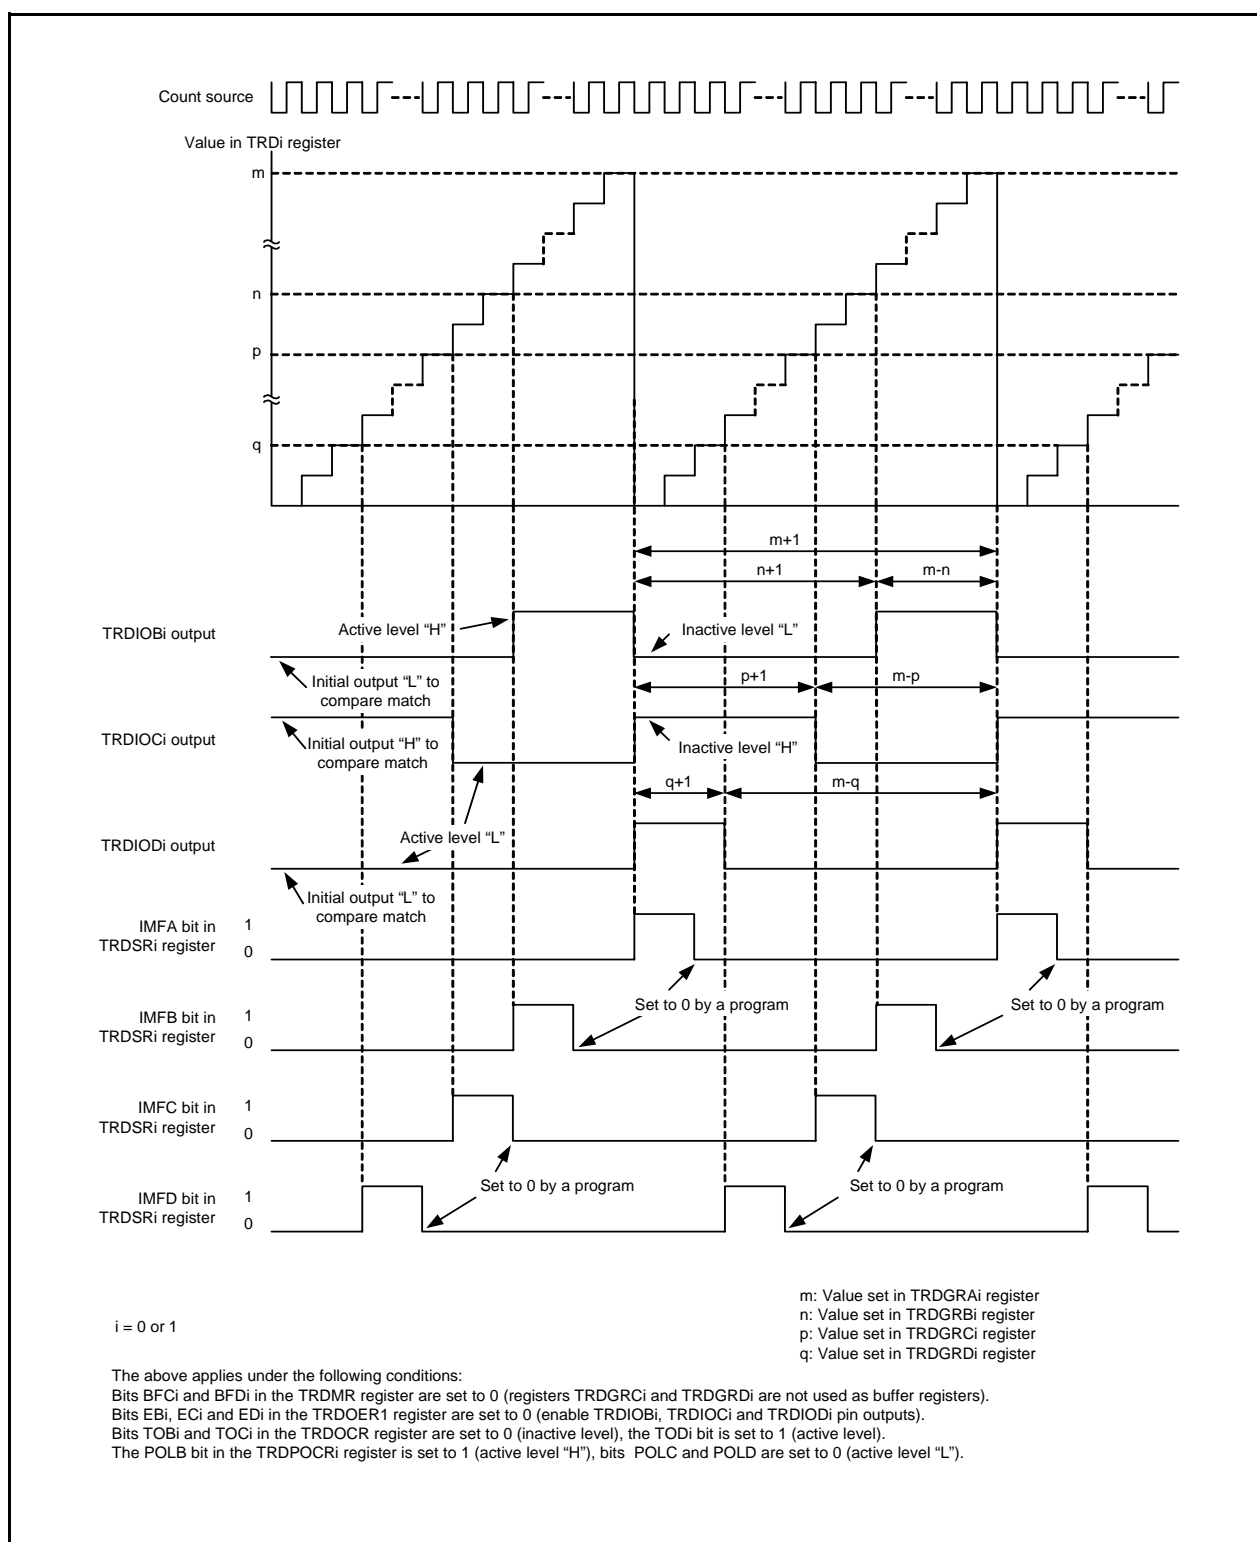 Count source
Value in TRDi register
m
n
p
q
m+1
n+1
m-n
TRDIOBi output
Active level “H”
Inactive level “L”
Initial output “L” to
compare match
p+1
m-p
TRDIOCi output
Initial output “H” to
compare match
Inactive level “H”
q+1
m-q
TRDIODi output
Active level “L”
Initial output “L” to
compare match
IMFA bit in
TRDSRi register
1
0
Set to 0 by a program
Set to 0 by a program
IMFB bit in
TRDSRi register
1
0
IMFC bit in
TRDSRi register
1
0
Set to 0 by a program
Set to 0 by a program
IMFD bit in
TRDSRi register
1
0
m: Value set in TRDGRAi register
n: Value set in TRDGRBi register
p: Value set in TRDGRCi register
q: Value set in TRDGRDi register
i = 0 or 1
The above applies under the following conditions:
Bits BFCi and BFDi in the TRDMR register are set to 0 (registers TRDGRCi and TRDGRDi are not used as buffer registers).
Bits EBi, ECi and EDi in the TRDOER1 register are set to 0 (enable TRDIOBi, TRDIOCi and TRDIODi pin outputs).
Bits TOBi and TOCi in the TRDOCR register are set to 0 (inactive level), the TODi bit is set to 1 (active level).
The POLB bit in the TRDPOCRi register is set to 1 (active level “H”), bits POLC and POLD are set to 0 (active level “L”).